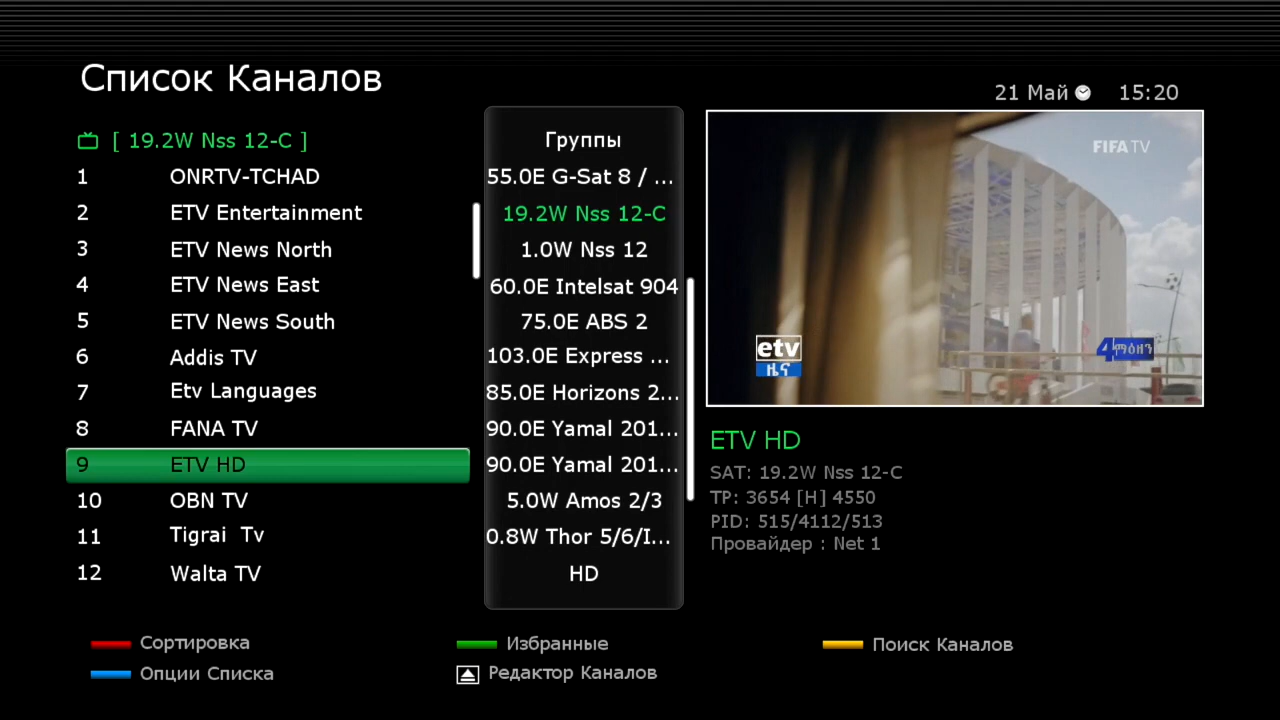 Список Каналов
21 Май 15:20
[ 19.2W Nss 12-C ]
1 ONRTV-TCHAD
2 ETV Entertainment
3 ETV News North
4 ETV News East
5 ETV News South
6 Addis TV
7 Etv Languages
8 FANA TV
9 ETV HD
10 OBN TV
11 Tigrai Tv
12 Walta TV
Группы
55.0E G-Sat 8 / ...
19.2W Nss 12-C
1.0W Nss 12
60.0E Intelsat 904
75.0E ABS 2
103.0E Express ...
85.0E Horizons 2...
90.0E Yamal 201...
90.0E Yamal 201...
5.0W Amos 2/3
0.8W Thor 5/6/I...
HD
FIFA TV
etv
ዜና
4ማዕዘን
ETV HD
SAT: 19.2W Nss 12-C
TP: 3654 [H] 4550
PID: 515/4112/513
Провайдер : Net 1
Сортировка Избранные Поиск Каналов
Опции Списка Редактор Каналов